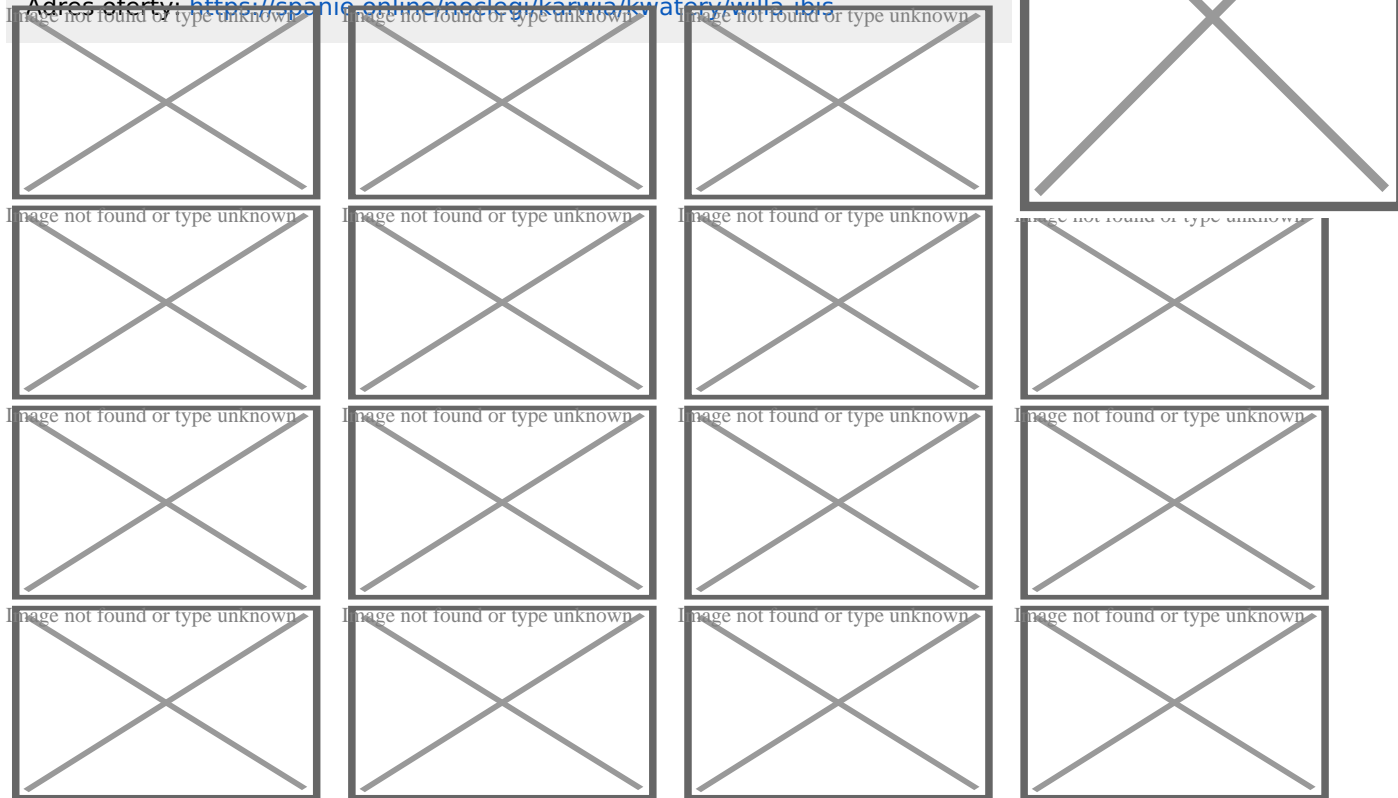 Adres oferty: https://spanie.online/noclegi/karwia/kwatery/willa-ibis
Image not found or type unknown Image not found or type unknown Image not found or type unknown
Image not found or type unknown Image not found or type unknown Image not found or type unknown Image not found or type unknown
Image not found or type unknown Image not found or type unknown Image not found or type unknown Image not found or type unknown
Image not found or type unknown Image not found or type unknown Image not found or type unknown Image not found or type unknown